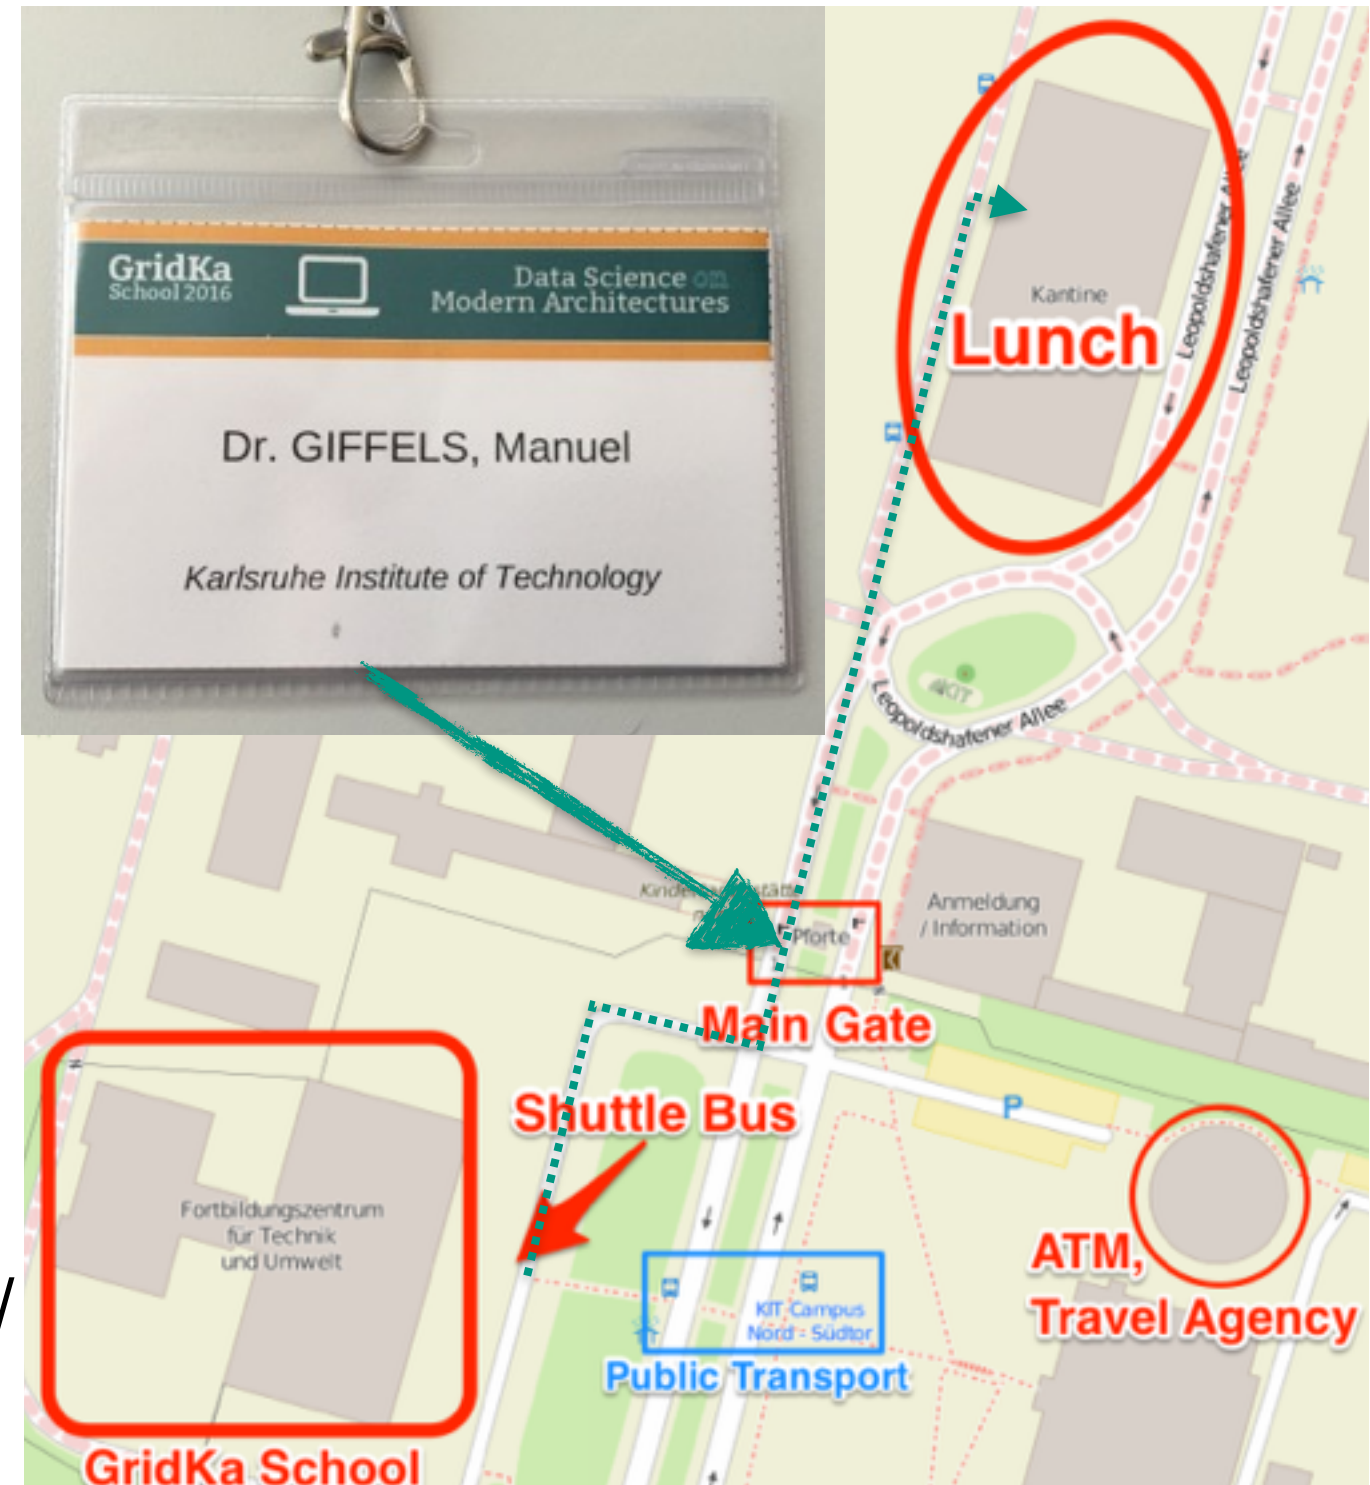 GridKa
School 2016
Data Science on
Modern Architectures
Dr. GIFFELS, Manuel
Karlsruhe Institute of Technology
Kantine
Lunch
Leopoldshafener Allee
Leopoldshafener Allee
KIT
Leopoldshafener Allee
Anmeldung
/ Information
Pforte
Main Gate
Shuttle Bus
P
Fortbildungszentrum
für Technik
und Umwelt
ATM,
Travel Agency
KIT Campus
Nord - Südtor
Public Transport
GridKa School
/